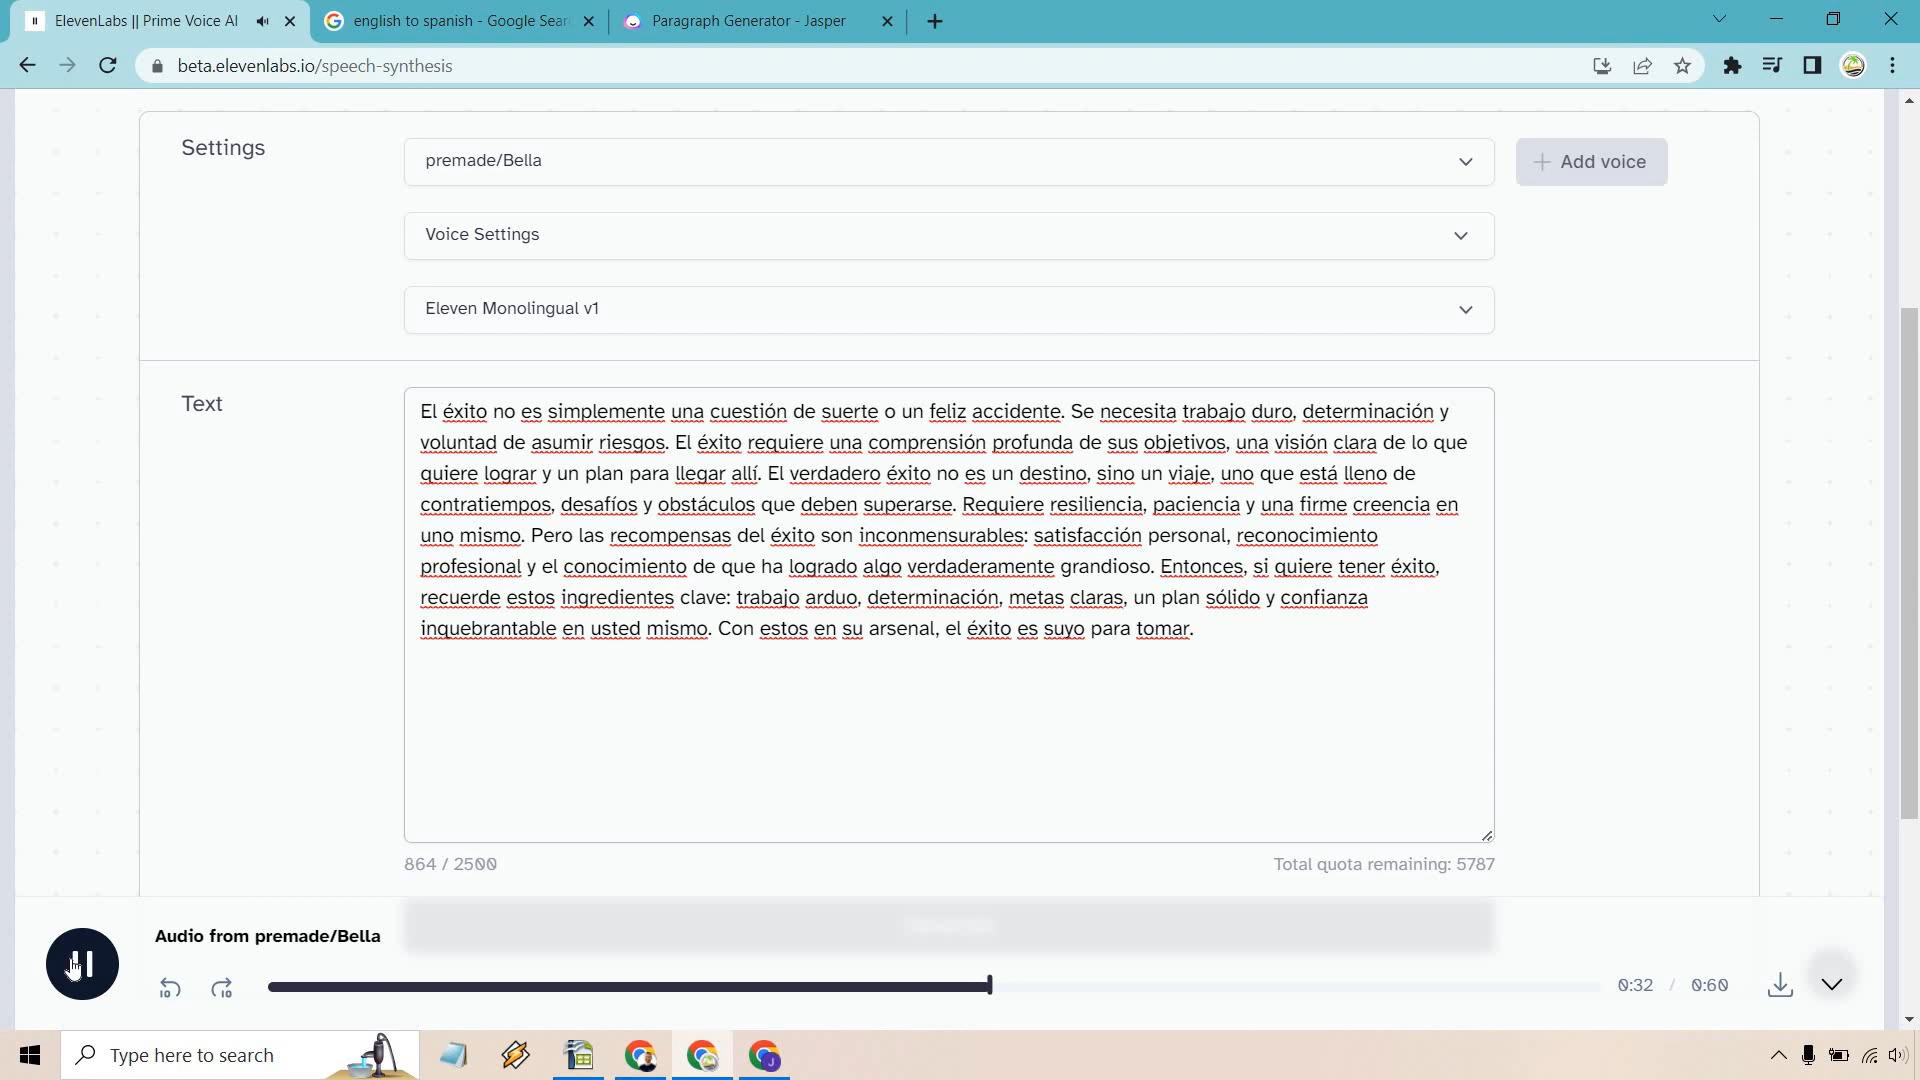 ElevenLabs || Prime Voice AI
english to spanish - Google Sear
Paragraph Generator - Jasper
beta.elevenlabs.io/speech-synthesis
Settings
premade/Bella
Add voice
Voice Settings
Eleven Monolingual v1
Text
El éxito no es simplemente una cuestión de suerte o un feliz accidente. Se necesita trabajo duro, determinación y
voluntad de asumir riesgos. El éxito requiere una comprensión profunda de sus objetivos, una visión clara de lo que
quiere lograr y un plan para llegar allí. El verdadero éxito no es un destino, sino un viaje, uno que está lleno de
contratiempos, desafíos y obstáculos que deben superarse. Requiere resiliencia, paciencia y una firme creencia en
uno mismo. Pero las recompensas del éxito son inconmensurables: satisfacción personal, reconocimiento
profesional y el conocimiento de que ha logrado algo verdaderamente grandioso. Entonces, si quiere tener éxito,
recuerde estos ingredientes clave: trabajo arduo, determinación, metas claras, un plan sólido y confianza
inquebrantable en usted mismo. Con estos en su arsenal, el éxito es suyo para tomar.
864 / 2500
Total quota remaining: 5787
Audio from premade/Bella
10
10
0:32 / 0:60
Type here to search
J